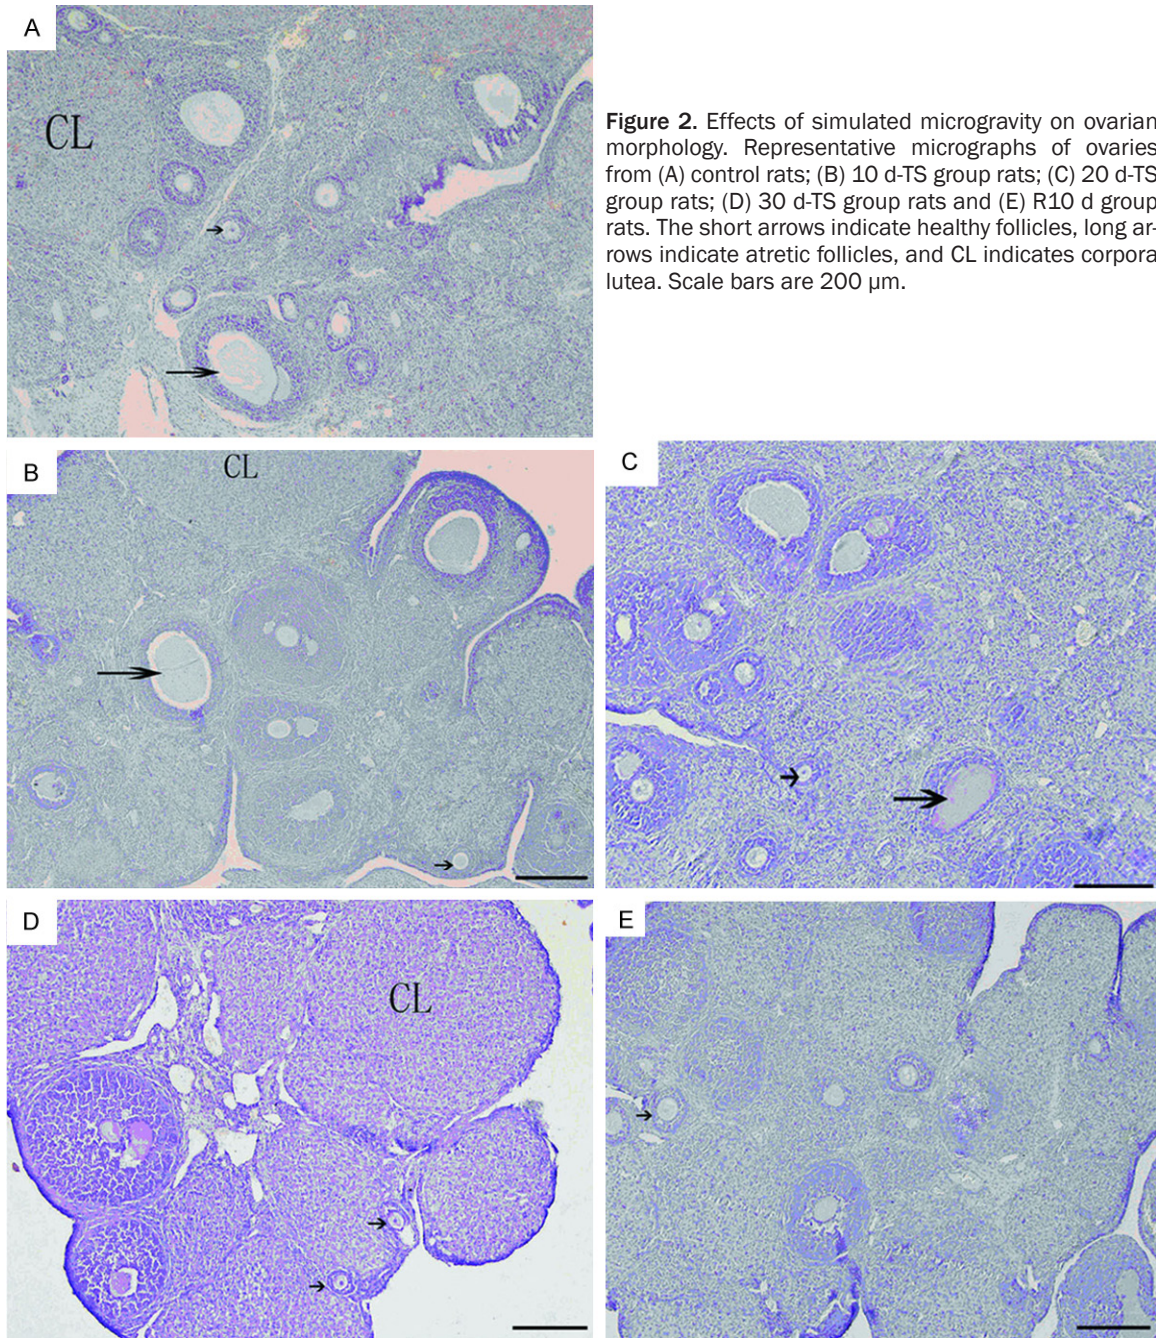 A
CL
Figure 2. Effects of simulated microgravity on ovarian
morphology. Representative micrographs of ovaries
from (A) control rats; (B) 10 d-TS group rats; (C) 20 d-TS
group rats; (D) 30 d-TS group rats and (E) R10 d group
rats. The short arrows indicate healthy follicles, long ar-
rows indicate atretic follicles, and CL indicates corpora
lutea. Scale bars are 200 µm.
B
CL
C
D
CL
E